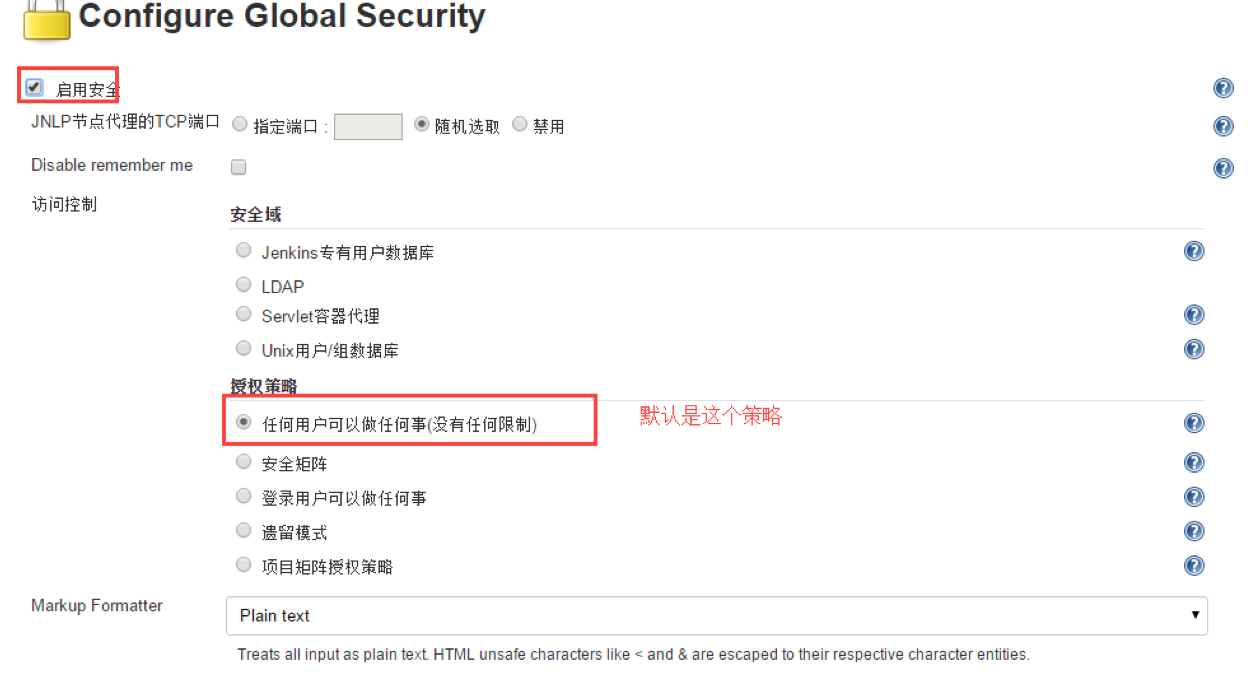 Configure Global Security
启用安全
JNLP节点代理的TCP端口 指定端口 : 随机选取 禁用
Disable remember me
访问控制
安全域
Jenkins专有用户数据库
LDAP
Servlet容器代理
Unix用户/组数据库
授权策略
任何用户可以做任何事(没有任何限制) 默认是这个策略
安全矩阵
登录用户可以做任何事
遗留模式
项目矩阵授权策略
Markup Formatter
Plain text
Treats all input as plain text. HTML unsafe characters like < and & are escaped to their respective character entities.